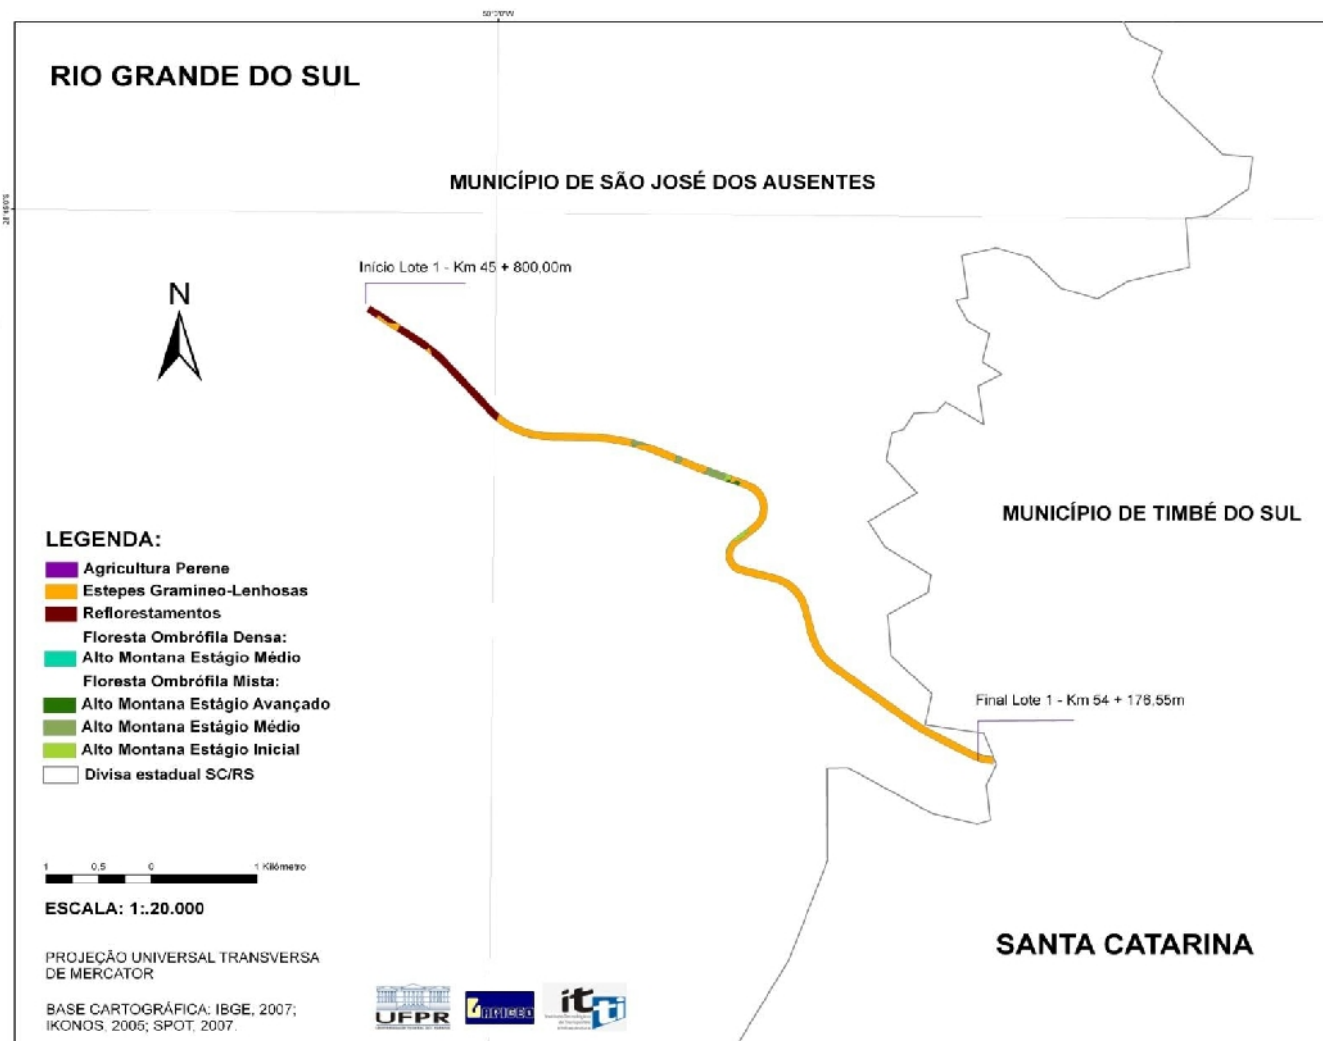 RIO GRANDE DO SUL
MUNICÍPIO DE SÃO JOSÉ DOS AUSENTES
Início Lote 1 - Km 45 + 800,00m
N
MUNICÍPIO DE TIMBÉ DO SUL
LEGENDA:
Agricultura Perene
Estepes Gramíneo-Lenhosas
Reflorestamentos
Floresta Ombrófila Densa:
Alto Montana Estágio Médio
Floresta Ombrófila Mista:
Alto Montana Estágio Avançado
Alto Montana Estágio Médio
Alto Montana Estágio Inicial
Divisa estadual SC/RS
Final Lote 1 - Km 54 + 176,55m
1 0,5 0 1 Kilómetro
ESCALA: 1:.20.000
SANTA CATARINA
PROJEÇÃO UNIVERSAL TRANSVERSA
DE MERCATOR
BASE CARTOGRÁFICA: IBGE, 2007;
IKONOS, 2005; SPOT, 2007.
UFPR
LAPIGEO
itti